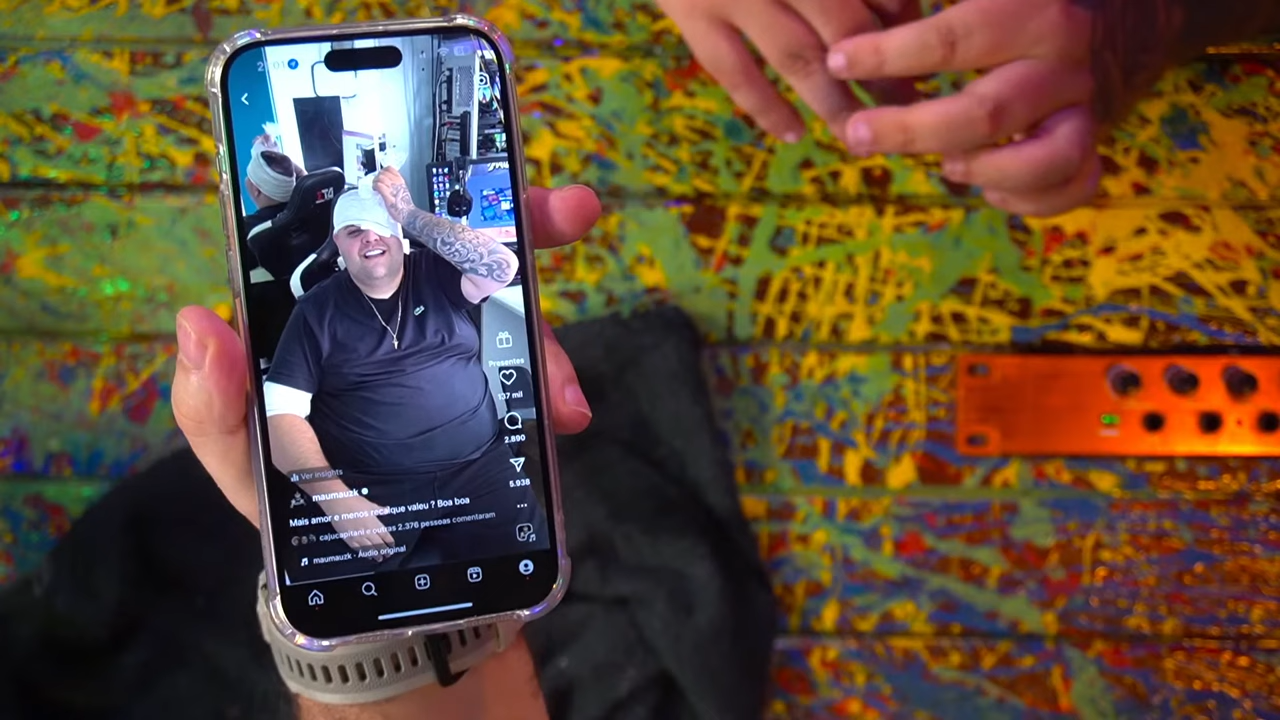 Presentes
137 mil
2.890
5.938
Ver insights
maumauzk
Mais amor e menos recalque valeu ? Boa boa
cajucapitani e outras 2.376 pessoas comentaram
maumauzk · Áudio original